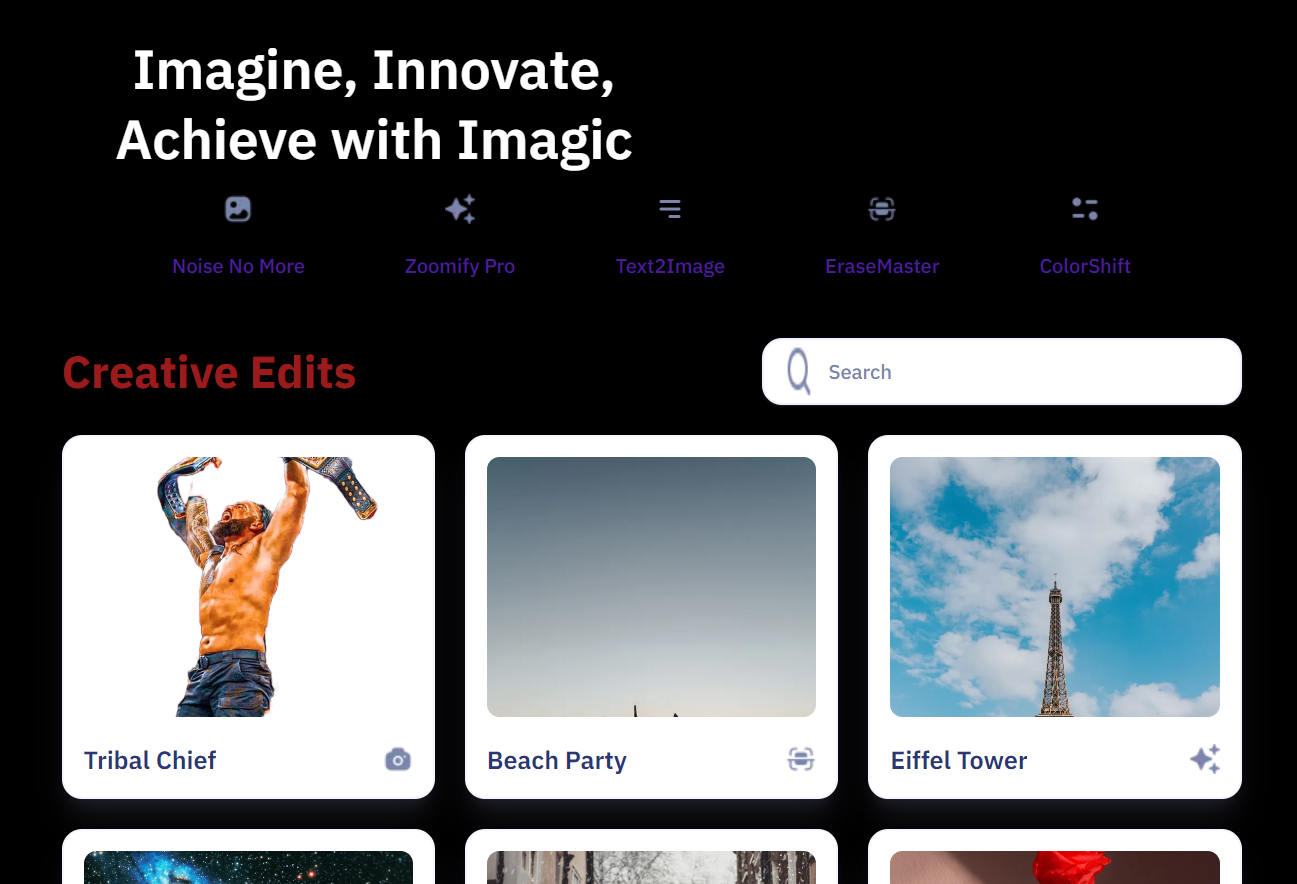 Imagine, Innovate,
Achieve with Imagic
Noise No More
Zoomify Pro
Text2Image
EraseMaster
ColorShift
Creative Edits
Search
Tribal Chief
Beach Party
Eiffel Tower